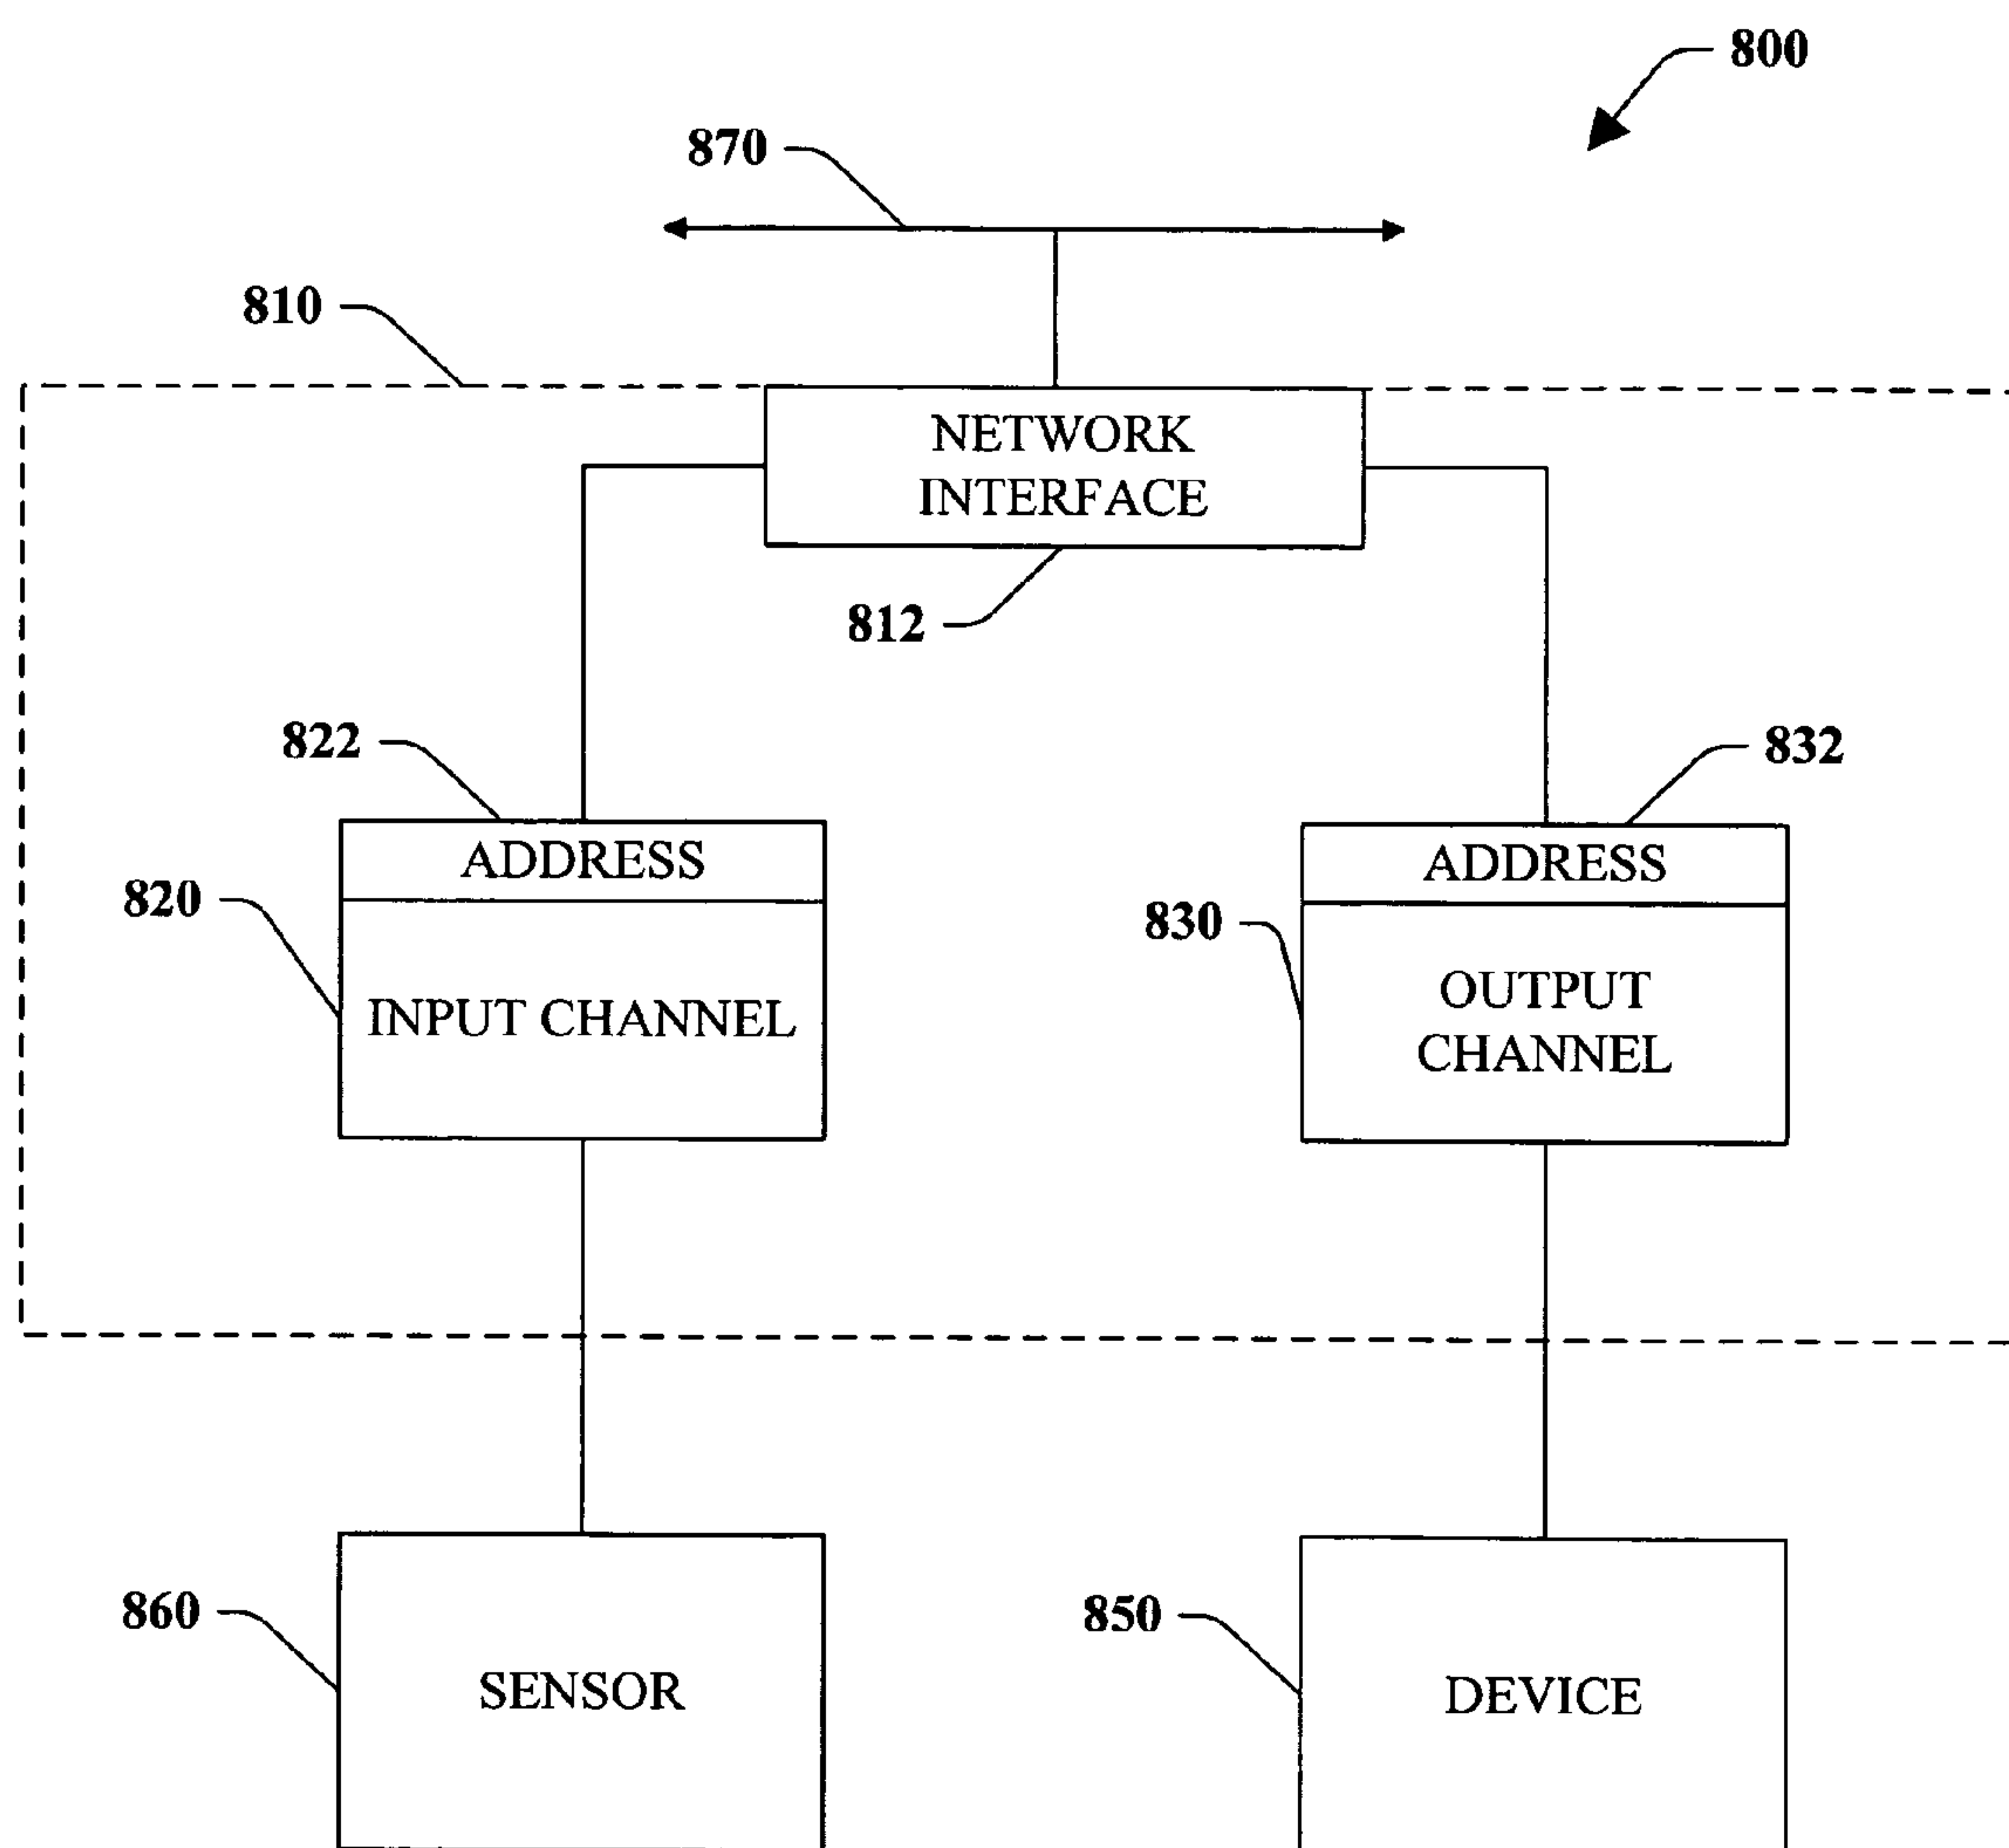 800
870
810
NETWORK
INTERFACE
812
822
832
ADDRESS
ADDRESS
820
830
INPUT CHANNEL
OUTPUT
CHANNEL
860
850
SENSOR
DEVICE